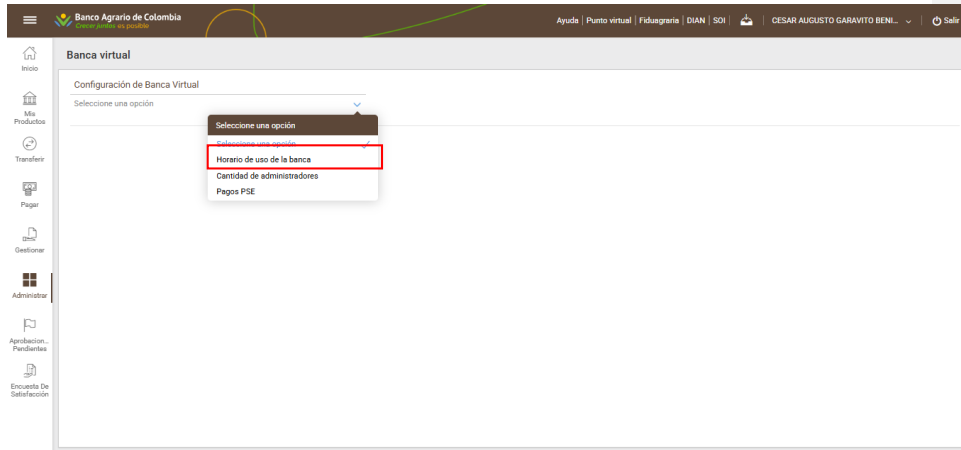 Banco Agrario de Colombia
Crecer juntos es posible
Ayuda | Punto virtual | Fiduagraria | DIAN | SOI |
CESAR AUGUSTO GARAVITO BENI...
Salir
Inicio
Mis
Productos
Transferir
Pagar
Gestionar
Administrar
Aprobacion...
Pendientes
Encuesta De
Satisfacción
Banca virtual
Configuración de Banca Virtual
Seleccione una opción
Seleccione una opción
Seleccione una opción
Horario de uso de la banca
Cantidad de administradores
Pagos PSE